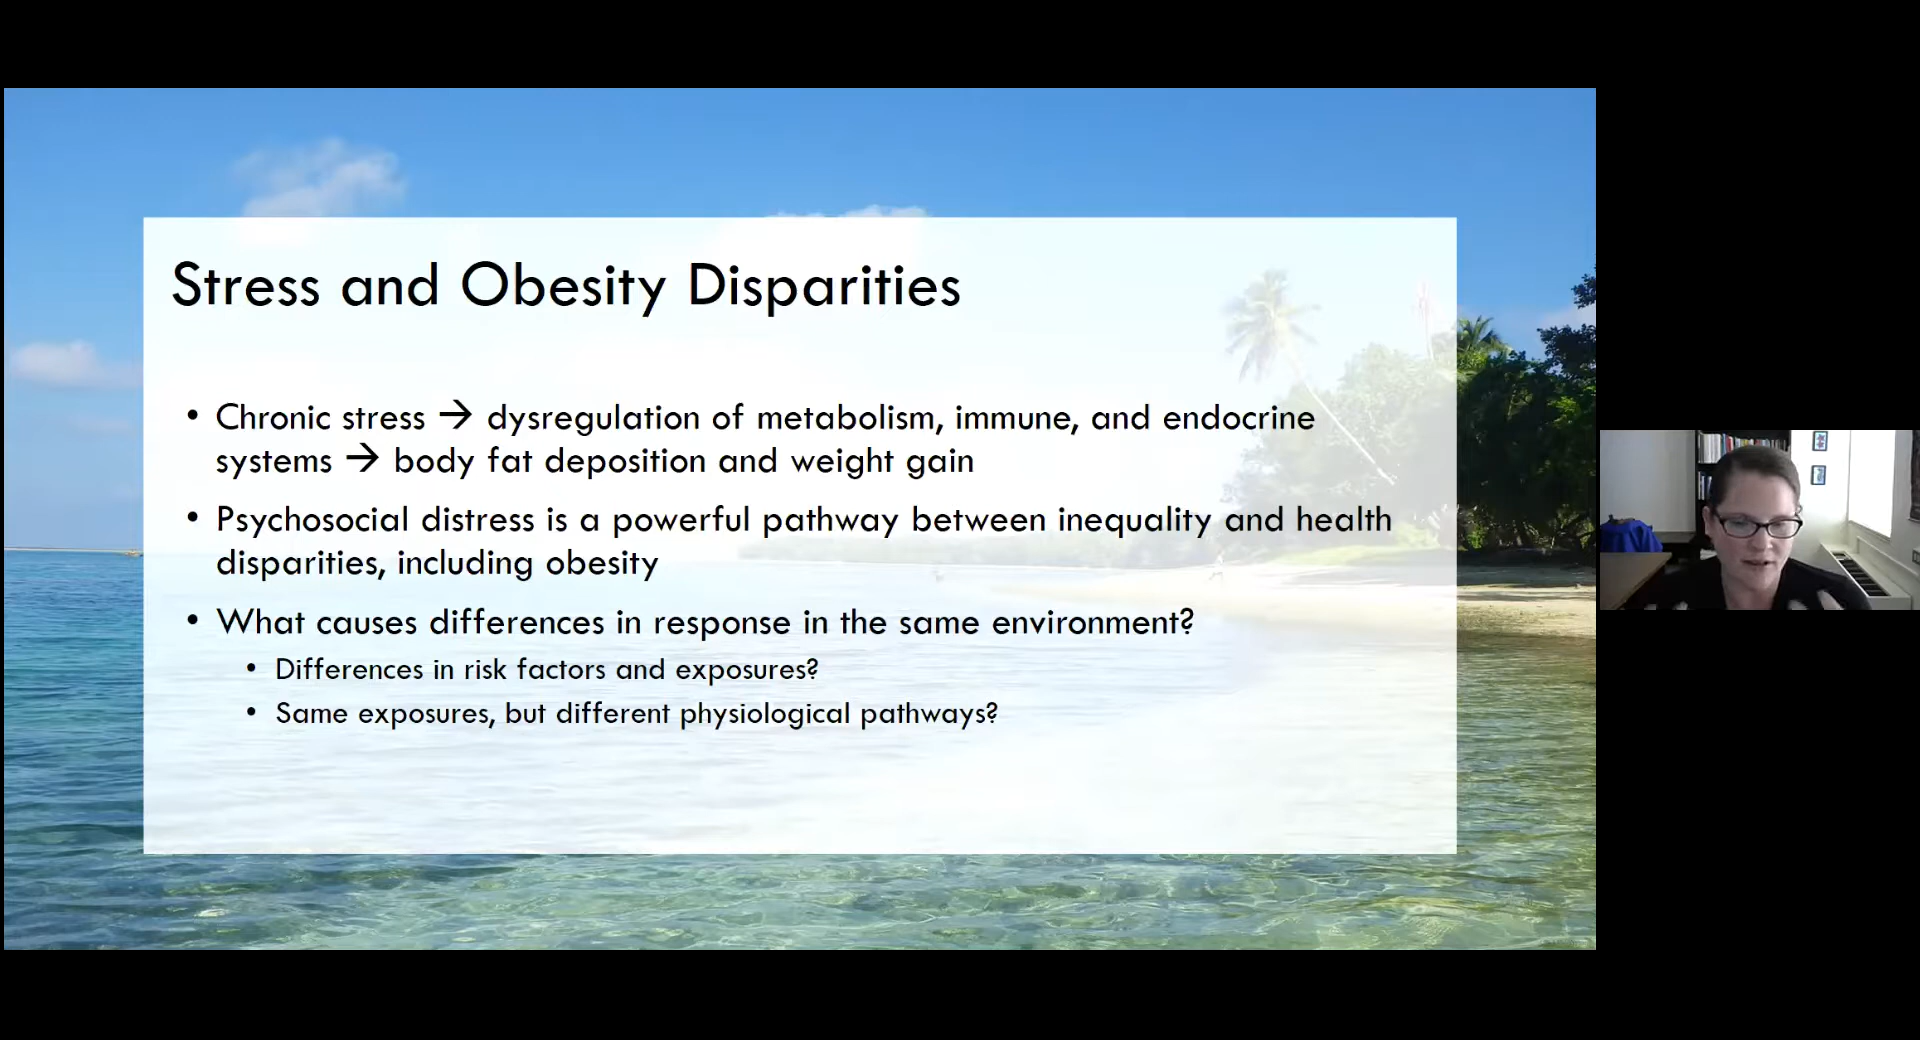 Stress and Obesity Disparities
• Chronic stress → dysregulation of metabolism, immune, and endocrine
systems → body fat deposition and weight gain
• Psychosocial distress is a powerful pathway between inequality and health
disparities, including obesity
• What causes differences in response in the same environment?
• Differences in risk factors and exposures?
• Same exposures, but different physiological pathways?